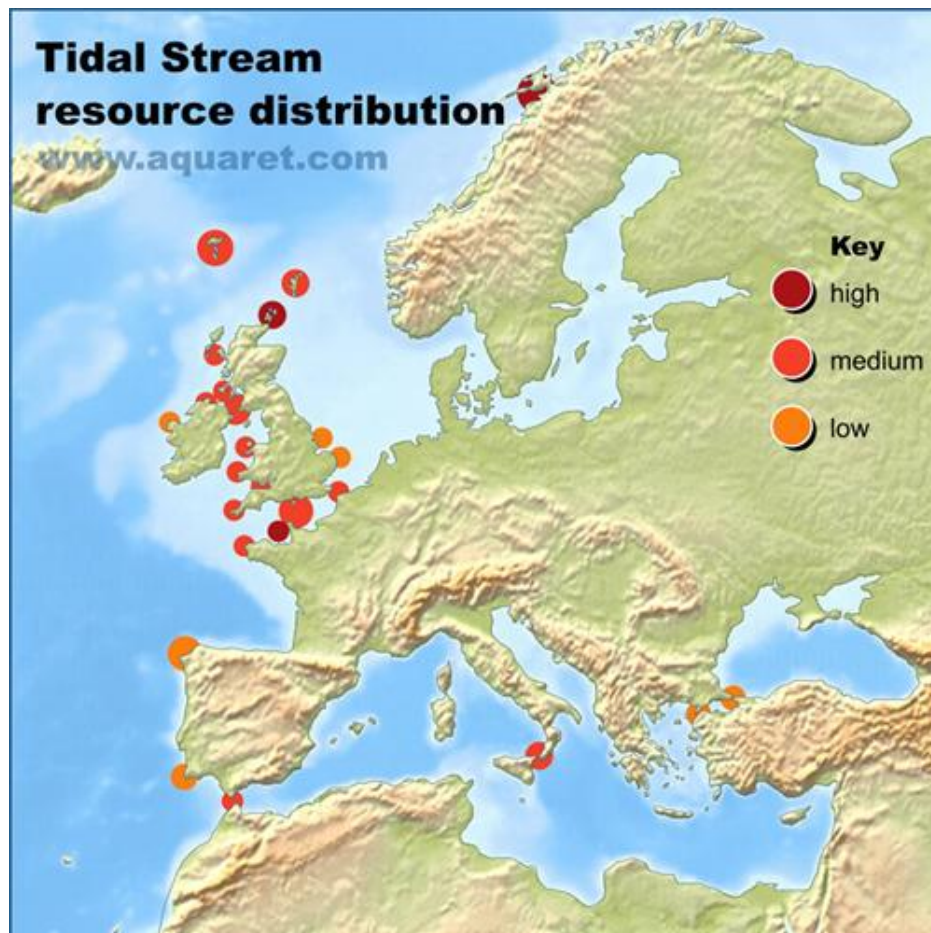 Tidal Stream
resource distribution
www.aquaret.com
Key
high
medium
low